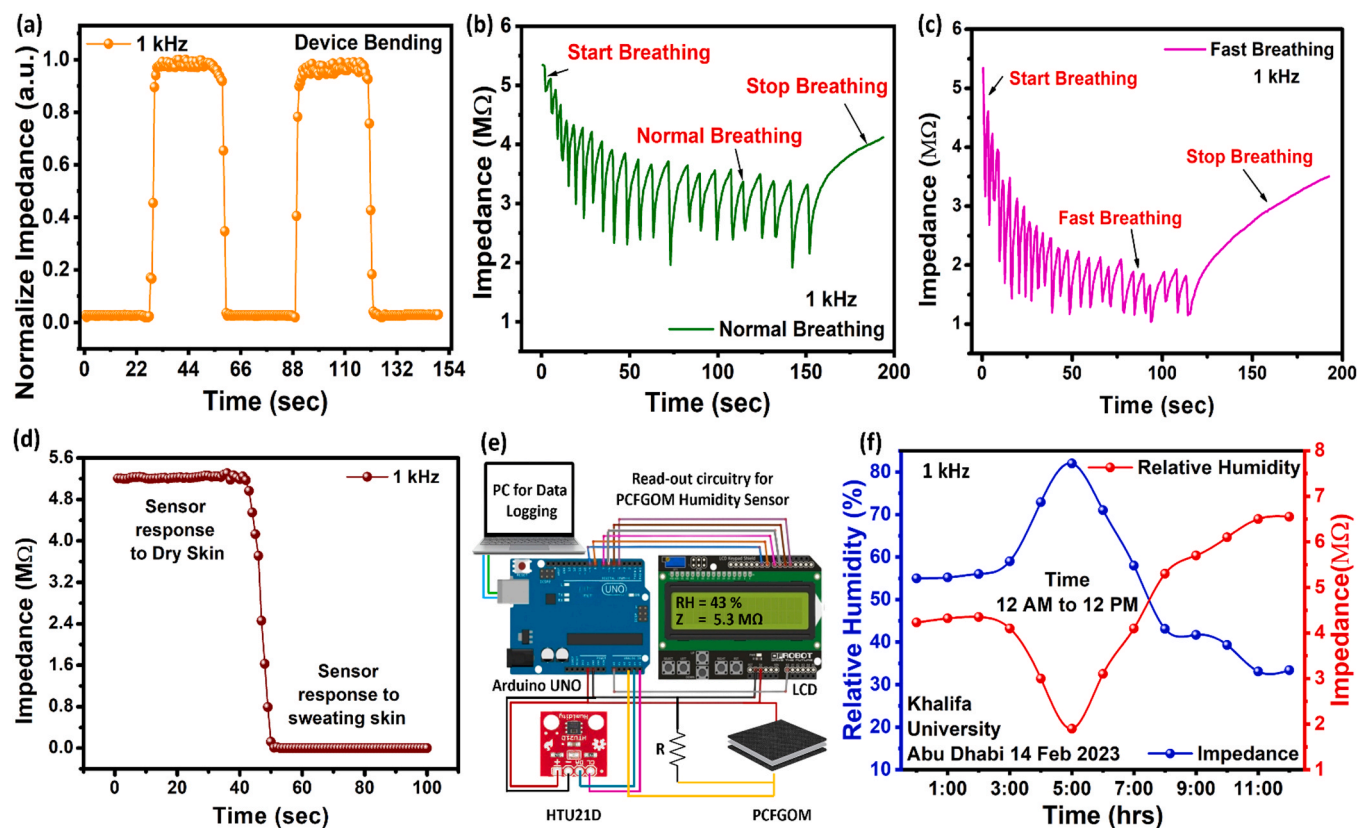 (a)
1 kHz
Device Bending
Normalize Impedance (a.u.)
1.0
0.8
0.6
0.4
0.2
0.0
0 22 44 66 88 110 132 154
Time (sec)
(b)
Start Breathing
Stop Breathing
Normal Breathing
1 kHz
Normal Breathing
Impedance (MΩ)
6
5
4
3
2
1
0 50 100 150 200
Time (sec)
(c)
Fast Breathing
1 kHz
Start Breathing
Stop Breathing
Fast Breathing
Impedance (MΩ)
6
5
4
3
2
1
0 50 100 150 200
Time (sec)
(d)
1 kHz
Sensor
response
to Dry Skin
Sensor
response to
sweating skin
Impedance (MΩ)
5.6
4.8
4.0
3.2
2.4
1.6
0.8
0.0
0 20 40 60 80 100
Time (sec)
(e)
PC for Data
Logging
Read-out circuitry for
PCFGOM Humidity Sensor
UNO
LCD Keypad Shield
RH = 43 %
Z = 5.3 MΩ
Arduino UNO
LCD
Humidity
HTU21D
R
HTU21D
PCFGOM
(f)
1 kHz
Relative Humidity
Time
12 AM to 12 PM
Khalifa
University
Abu Dhabi 14 Feb 2023
Impedance
Relative Humidity (%)
80
70
60
50
40
30
20
10
Impedance(MΩ)
8
7
6
5
4
3
2
1
1:00 3:00 5:00 7:00 9:00 11:00
Time (hrs)